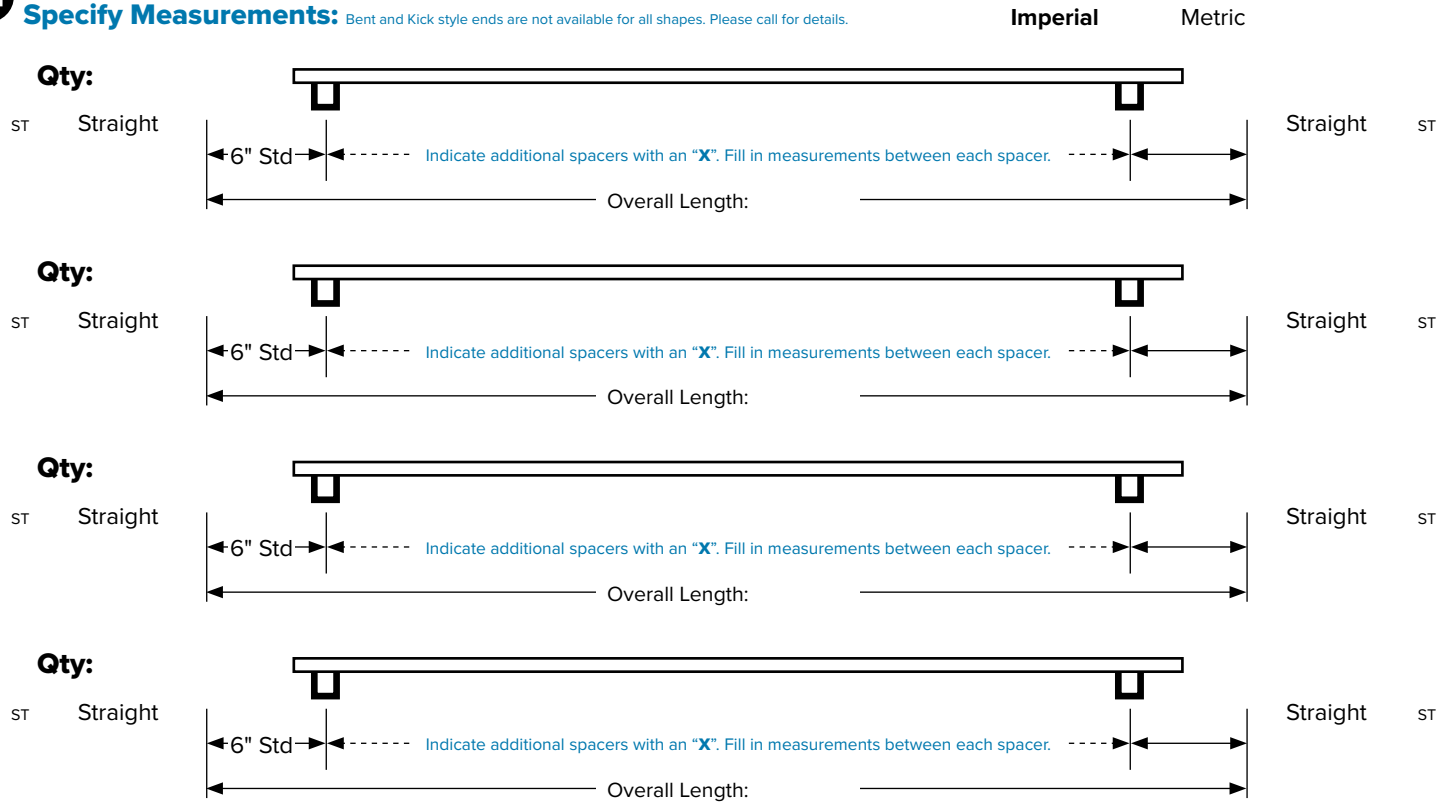 Specify Measurements: Bent and Kick style ends are not available for all shapes. Please call for details. Imperial Metric
Qty:
ST Straight Straight ST
6" Std Indicate additional spacers with an “X”. Fill in measurements between each spacer.
Overall Length:
Qty:
ST Straight Straight ST
6" Std Indicate additional spacers with an “X”. Fill in measurements between each spacer.
Overall Length:
Qty:
ST Straight Straight ST
6" Std Indicate additional spacers with an “X”. Fill in measurements between each spacer.
Overall Length:
Qty:
ST Straight Straight ST
6" Std Indicate additional spacers with an “X”. Fill in measurements between each spacer.
Overall Length: